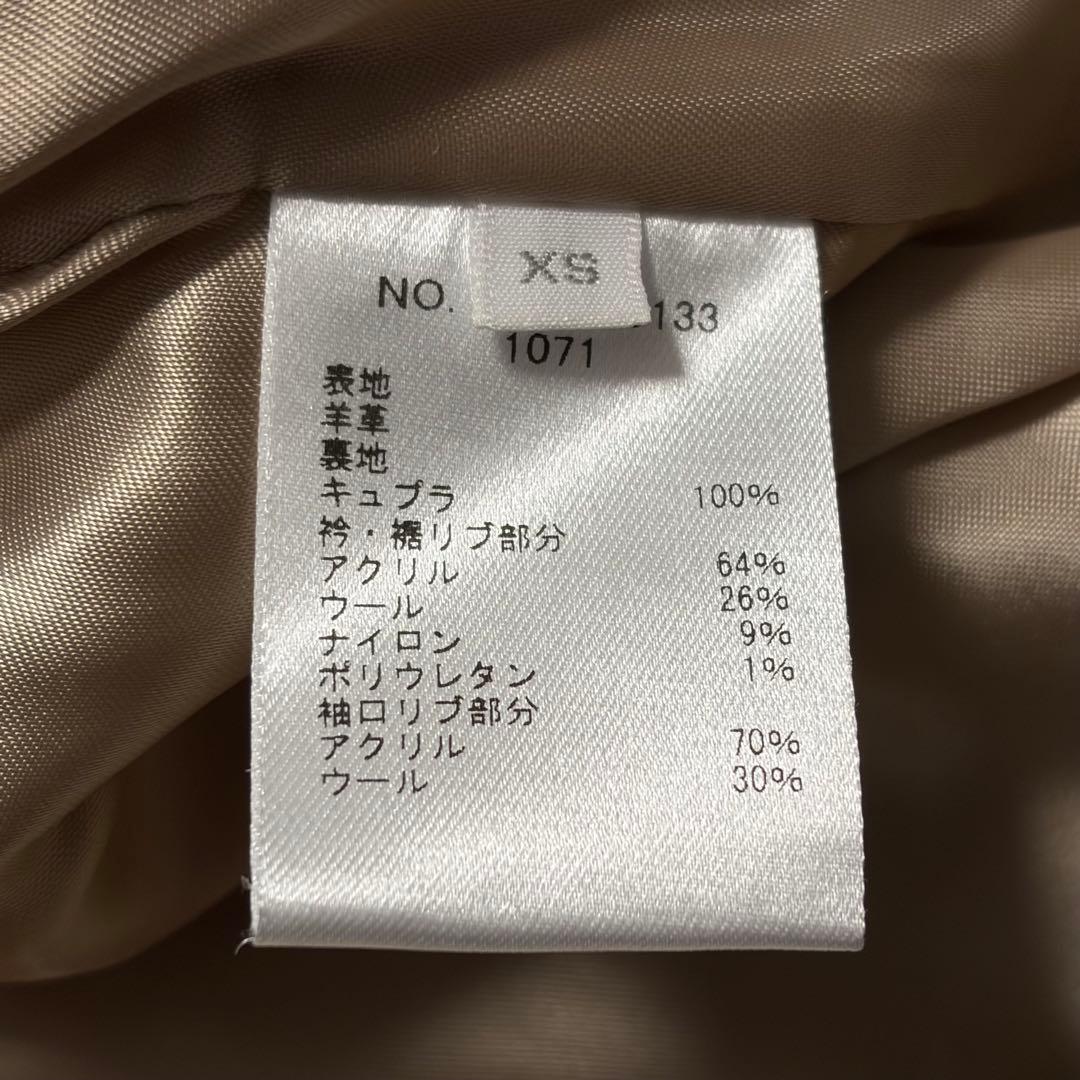 XS
NO. 133
1071
表地
羊革
裏地
キュプラ 100%
衿・裾リブ部分
アクリル 64%
ウール 26%
ナイロン 9%
ポリウレタン 1%
袖口リブ部分
アクリル 70%
ウール 30%